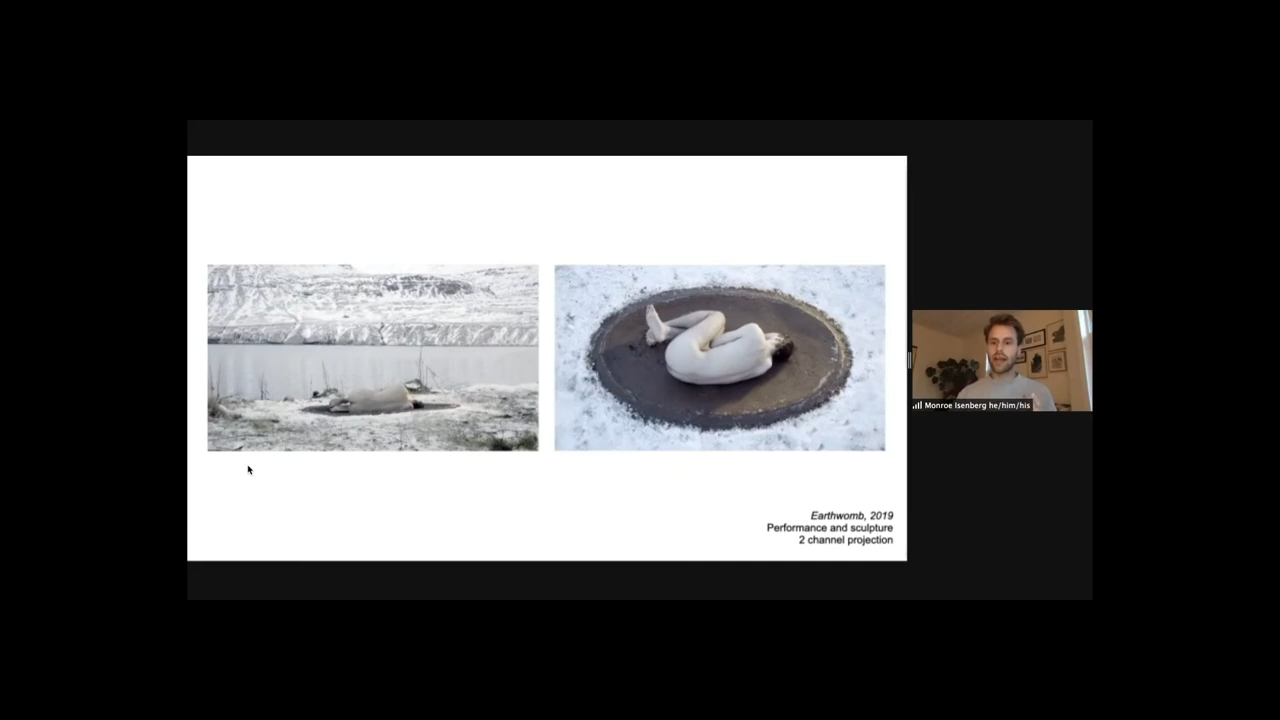 Earthwomb, 2019
Performance and sculpture
2 channel projection
Monroe Isenberg he/him/his